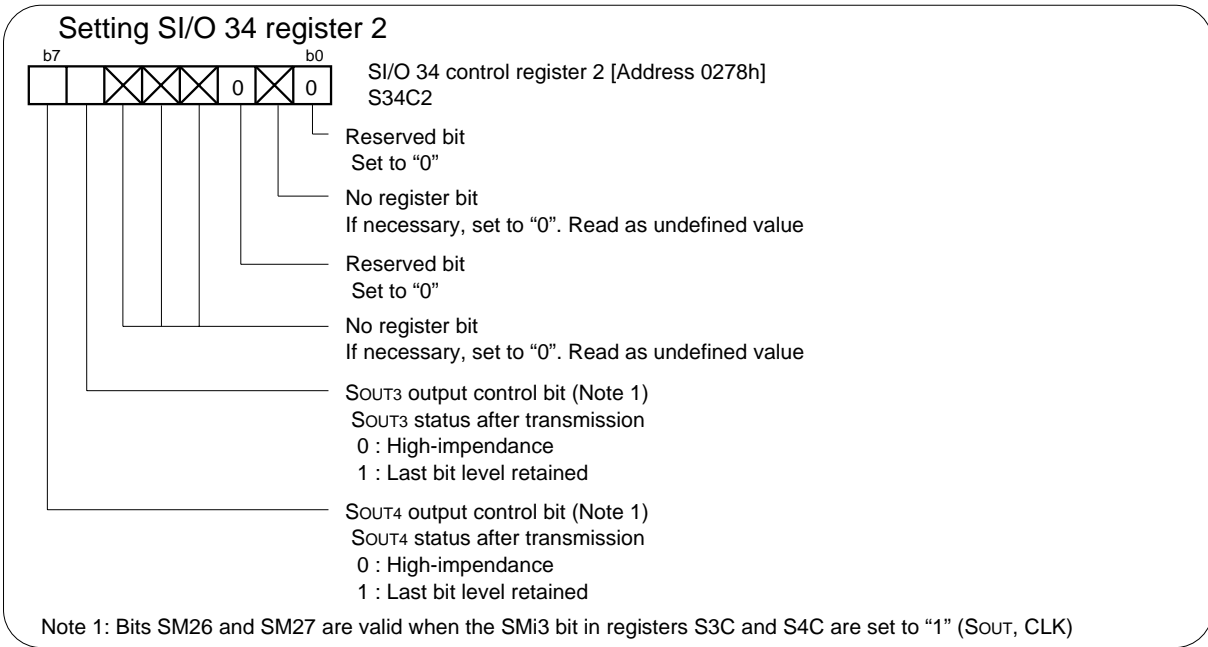 Setting SI/O 34 register 2
b7 b0
0 0
SI/O 34 control register 2 [Address 0278h]
S34C2
Reserved bit
Set to “0”
No register bit
If necessary, set to “0”. Read as undefined value
Reserved bit
Set to “0”
No register bit
If necessary, set to “0”. Read as undefined value
SOUT3 output control bit (Note 1)
SOUT3 status after transmission
0 : High-impendance
1 : Last bit level retained
SOUT4 output control bit (Note 1)
SOUT4 status after transmission
0 : High-impendance
1 : Last bit level retained
Note 1: Bits SM26 and SM27 are valid when the SMi3 bit in registers S3C and S4C are set to “1” (SOUT, CLK)